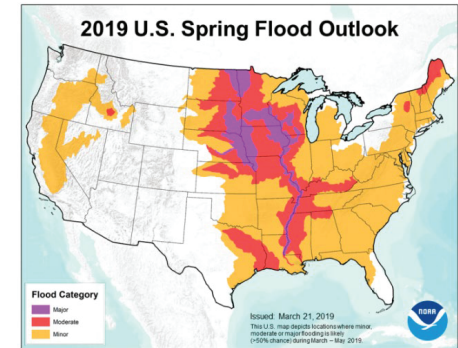 2019 U.S. Spring Flood Outlook
Flood Category
Major
Moderate
Minor
Issued: March 21, 2019
This U.S. map depicts locations where minor,
moderate or major flooding is likely
(>50% chance) during March – May 2019.
NOAA